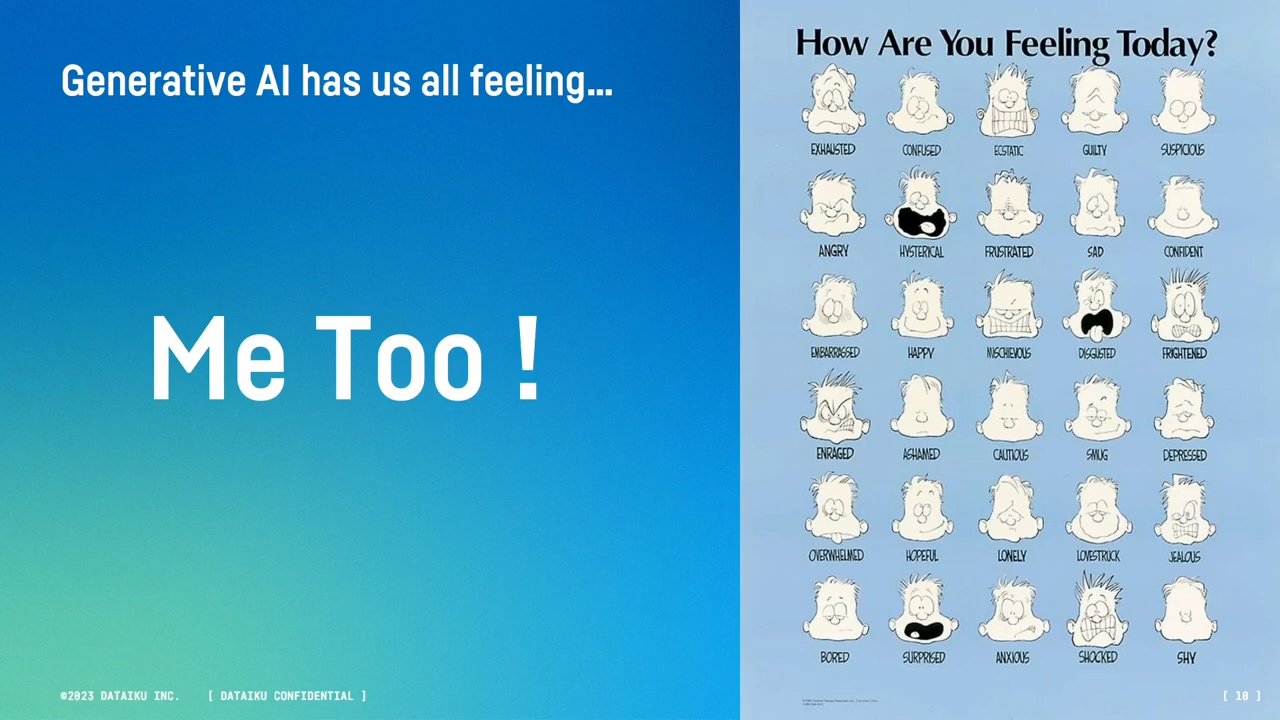 Generative AI has us all feeling...
Me Too !
How Are You Feeling Today?
EXHAUSTED CONFUSED ECSTATIC GUILTY SUSPICIOUS
ANGRY HYSTERICAL FRUSTRATED SAD CONFIDENT
EMBARRASSED HAPPY MISCHIEVOUS DISGUSTED FRIGHTENED
ENRAGED ASHAMED CAUTIOUS SMUG DEPRESSED
OVERWHELMED HOPEFUL LONELY LOVESTRUCK JEALOUS
BORED SURPRISED ANXIOUS SHOCKED SHY
©2023 DATAIKU INC. [ DATAIKU CONFIDENTIAL ]
[ 10 ]